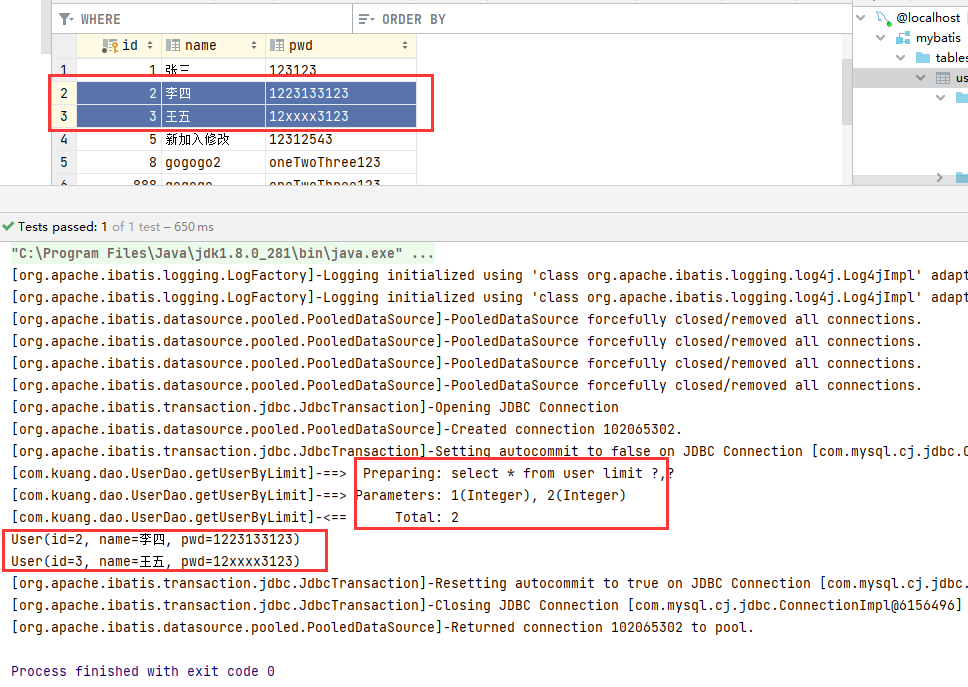 WHERE
ORDER BY
id name pwd
1 1 张三 123123
2 2 李四 1223133123
3 3 王五 12xxxx3123
4 5 新加入修改 12312543
5 8 gogogo2 oneTwoThree123
6 888 gogogo oneTwoThree123
@localhost
mybatis
tables
us
Tests passed: 1 of 1 test – 650 ms
"C:\Program Files\Java\jdk1.8.0_281\bin\java.exe" ...
[org.apache.ibatis.logging.LogFactory]-Logging initialized using 'class org.apache.ibatis.logging.log4j.Log4jImpl' adapt
[org.apache.ibatis.logging.LogFactory]-Logging initialized using 'class org.apache.ibatis.logging.log4j.Log4jImpl' adapt
[org.apache.ibatis.datasource.pooled.PooledDataSource]-PooledDataSource forcefully closed/removed all connections.
[org.apache.ibatis.datasource.pooled.PooledDataSource]-PooledDataSource forcefully closed/removed all connections.
[org.apache.ibatis.datasource.pooled.PooledDataSource]-PooledDataSource forcefully closed/removed all connections.
[org.apache.ibatis.datasource.pooled.PooledDataSource]-PooledDataSource forcefully closed/removed all connections.
[org.apache.ibatis.transaction.jdbc.JdbcTransaction]-Opening JDBC Connection
[org.apache.ibatis.datasource.pooled.PooledDataSource]-Created connection 102065302.
[org.apache.ibatis.transaction.jdbc.JdbcTransaction]-Setting autocommit to false on JDBC Connection [com.mysql.cj.jdbc.C
[com.kuang.dao.UserDao.getUserByLimit]-==>  Preparing: select * from user limit ?,?
[com.kuang.dao.UserDao.getUserByLimit]-==> Parameters: 1(Integer), 2(Integer)
[com.kuang.dao.UserDao.getUserByLimit]-<==      Total: 2
User(id=2, name=李四, pwd=1223133123)
User(id=3, name=王五, pwd=12xxxx3123)
[org.apache.ibatis.transaction.jdbc.JdbcTransaction]-Resetting autocommit to true on JDBC Connection [com.mysql.cj.jdbc.
[org.apache.ibatis.transaction.jdbc.JdbcTransaction]-Closing JDBC Connection [com.mysql.cj.jdbc.ConnectionImpl@6156496]
[org.apache.ibatis.datasource.pooled.PooledDataSource]-Returned connection 102065302 to pool.
Process finished with exit code 0